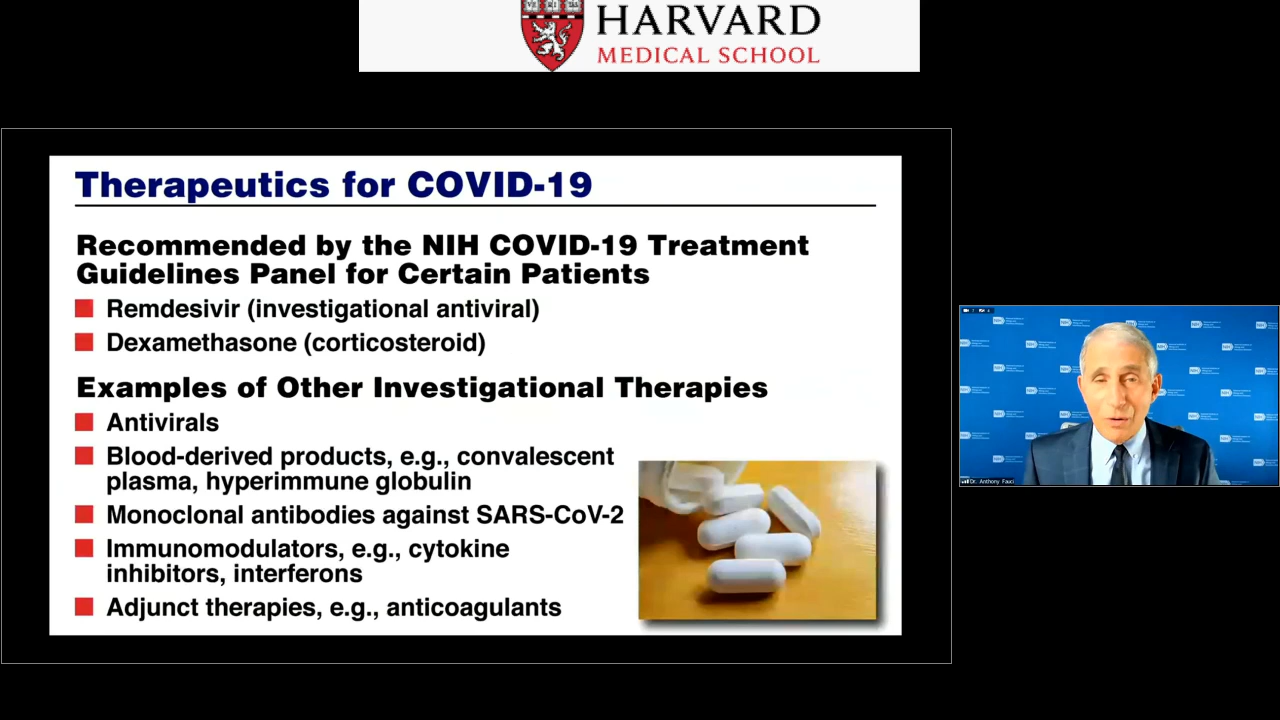 HARVARD
MEDICAL SCHOOL
Therapeutics for COVID-19
Recommended by the NIH COVID-19 Treatment
Guidelines Panel for Certain Patients
Remdesivir (investigational antiviral)
Dexamethasone (corticosteroid)
Examples of Other Investigational Therapies
Antivirals
Blood-derived products, e.g., convalescent
plasma, hyperimmune globulin
Monoclonal antibodies against SARS-CoV-2
Immunomodulators, e.g., cytokine
inhibitors, interferons
Adjunct therapies, e.g., anticoagulants
Dr. Anthony Fauci